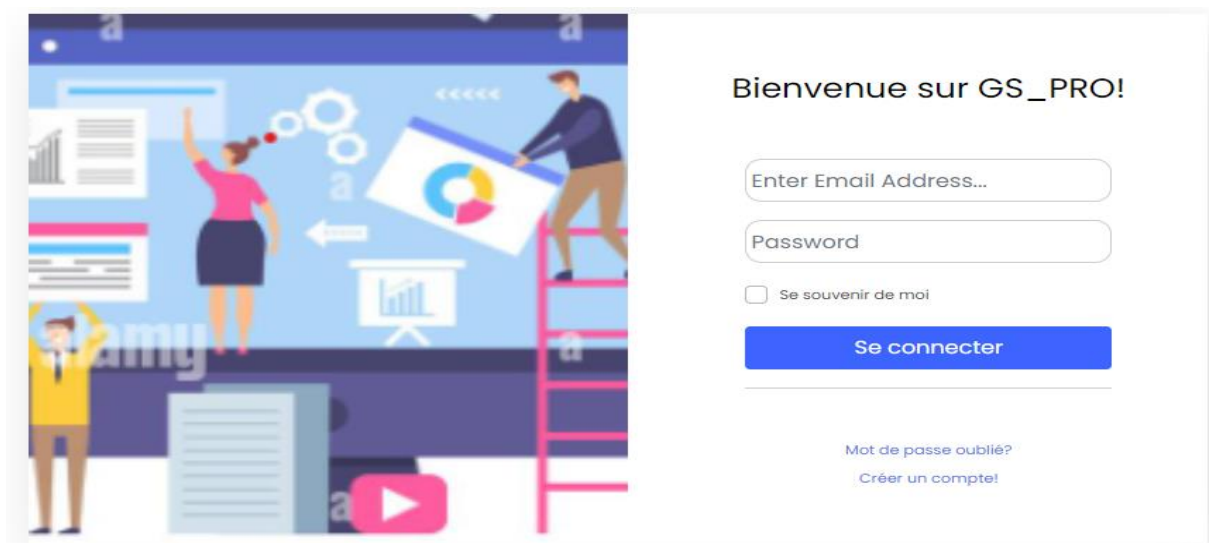 a
a
a
alamy
a
a
Bienvenue sur GS_PRO!
Enter Email Address...
Password
Se souvenir de moi
Se connecter
Mot de passe oublié?
Créer un compte!